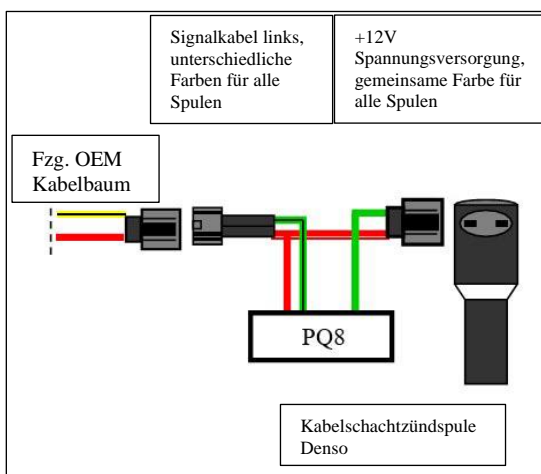 Signalkabel links,
unterschiedliche
Farben für alle
Spulen
+12V
Spannungsversorgung,
gemeinsame Farbe für
alle Spulen
Fzg. OEM
Kabelbaum
PQ8
Kabelschachtzündspule
Denso